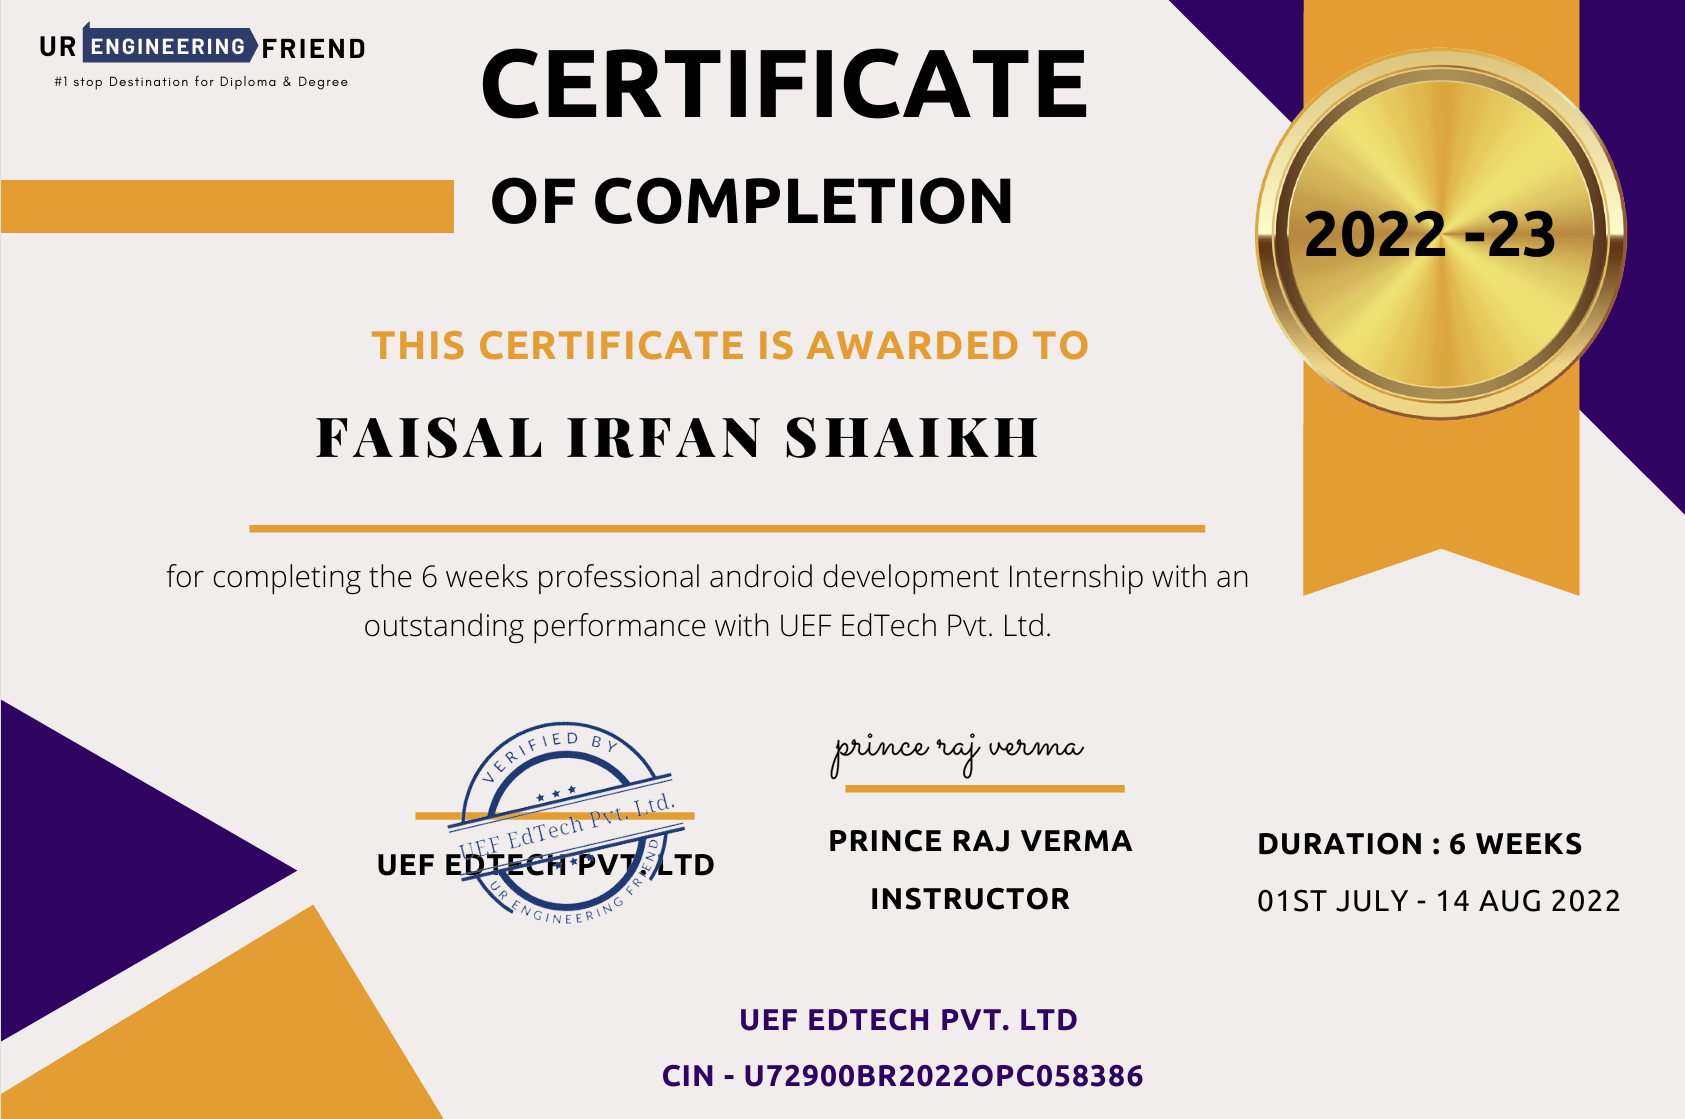 UR ENGINEERING FRIEND
#1 stop Destination for Diploma & Degree
CERTIFICATE
OF COMPLETION
2022 -23
THIS CERTIFICATE IS AWARDED TO
FAISAL IRFAN SHAIKH
for completing the 6 weeks professional android development Internship with an
outstanding performance with UEF EdTech Pvt. Ltd.
VERIFIED BY
UEF EdTech Pvt. Ltd.
UR ENGINEERING FRIEND
UEF EDTECH PVT. LTD
prince raj verma
PRINCE RAJ VERMA
INSTRUCTOR
DURATION : 6 WEEKS
01ST JULY - 14 AUG 2022
UEF EDTECH PVT. LTD
CIN - U72900BR2022OPC058386